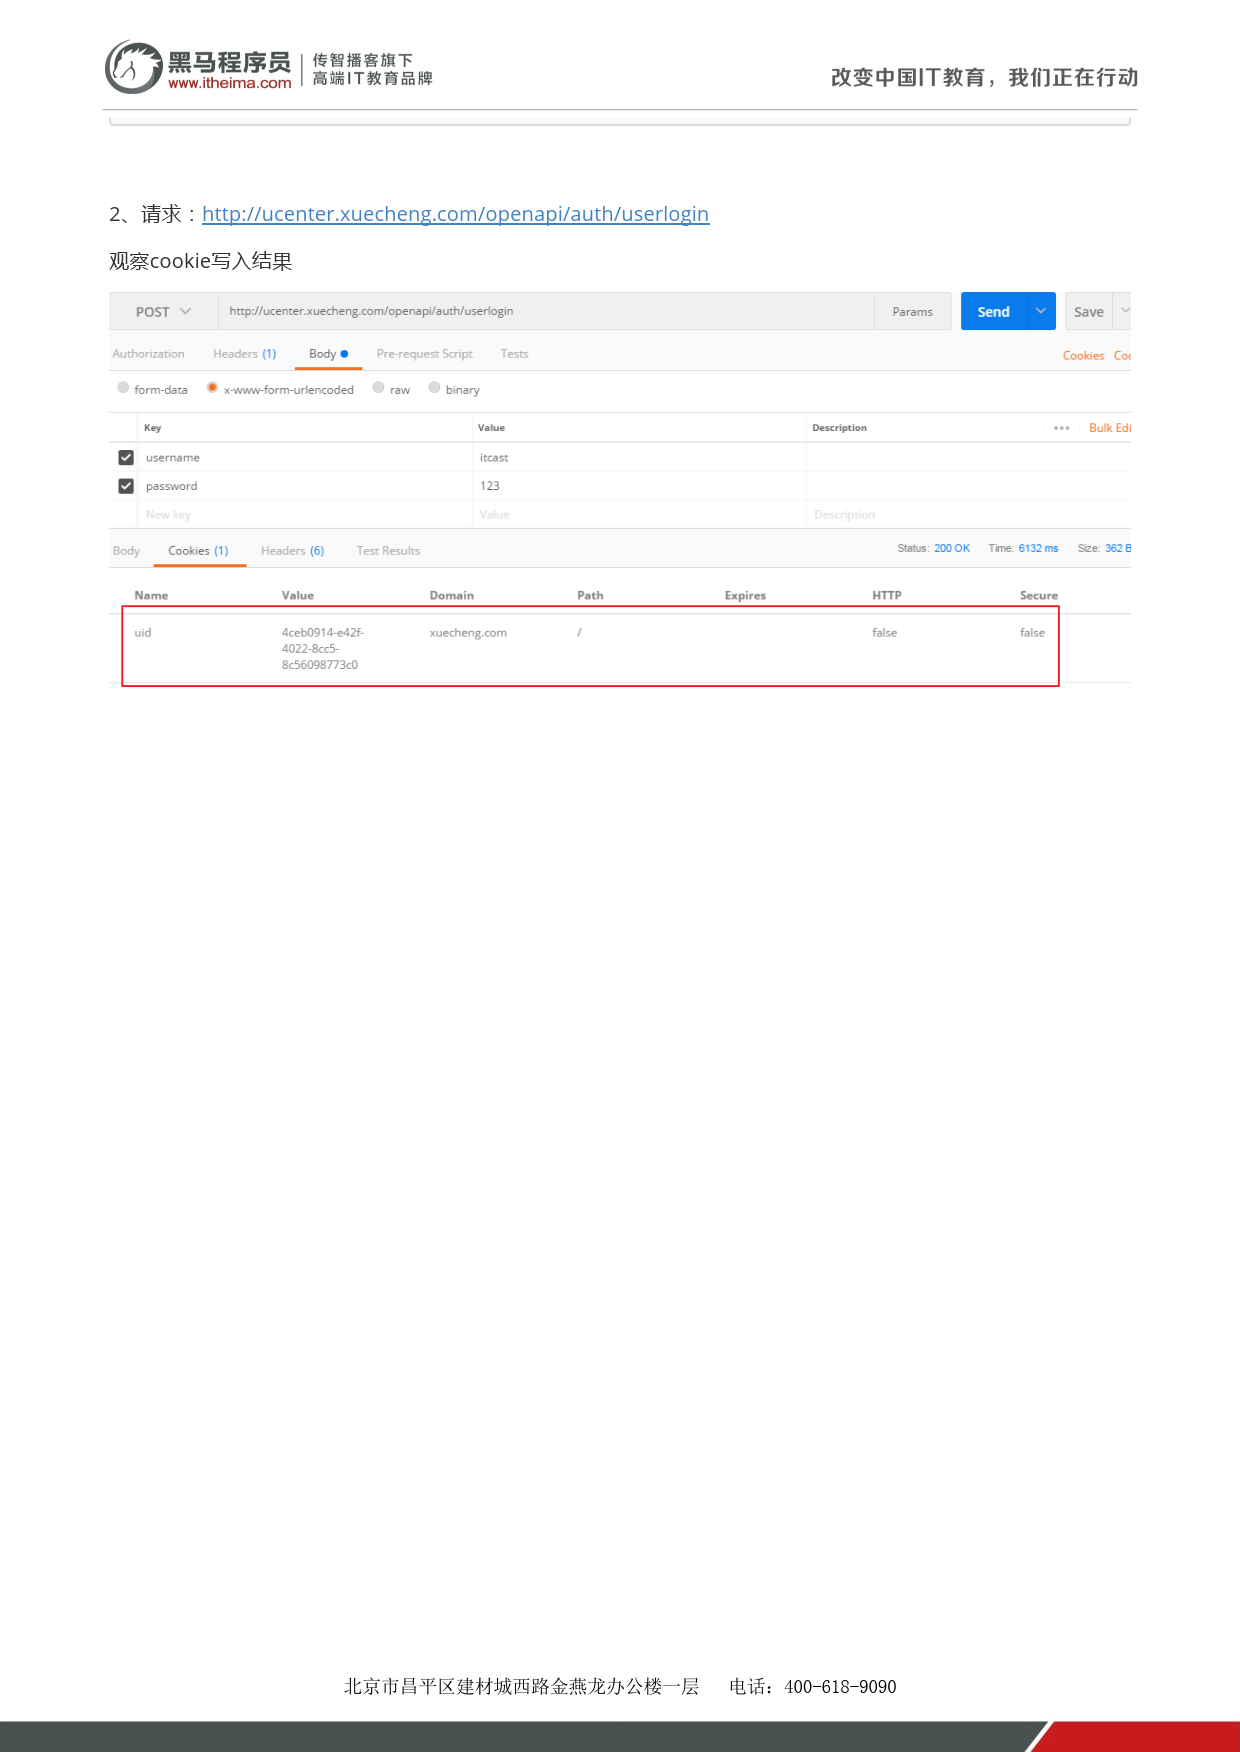 黑马程序员
www.itheima.com
传智播客旗下
高端IT教育品牌
改变中国IT教育，我们正在行动
2、请求：http://ucenter.xuecheng.com/openapi/auth/userlogin
观察cookie写入结果
POST http://ucenter.xuecheng.com/openapi/auth/userlogin Params Send Save
Authorization Headers (1) Body Pre-request Script Tests Cookies Coo
form-data x-www-form-urlencoded raw binary
Key Value Description ••• Bulk Edi
username itcast
password 123
New key Value Description
Body Cookies (1) Headers (6) Test Results Status: 200 OK Time: 6132 ms Size: 362 B
Name Value Domain Path Expires HTTP Secure
uid 4ceb0914-e42f- xuecheng.com / false false
4022-8cc5-
8c56098773c0
北京市昌平区建材城西路金燕龙办公楼一层 电话：400-618-9090